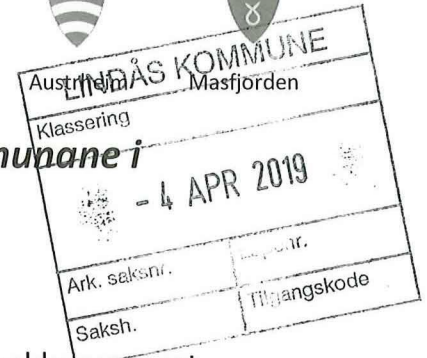 LINDÅS KOMMUNE
Austrheim Masfjorden
Klassering
munane i
- 4 APR 2019
Ark. saksnr.
Saksh. Tilgangskode